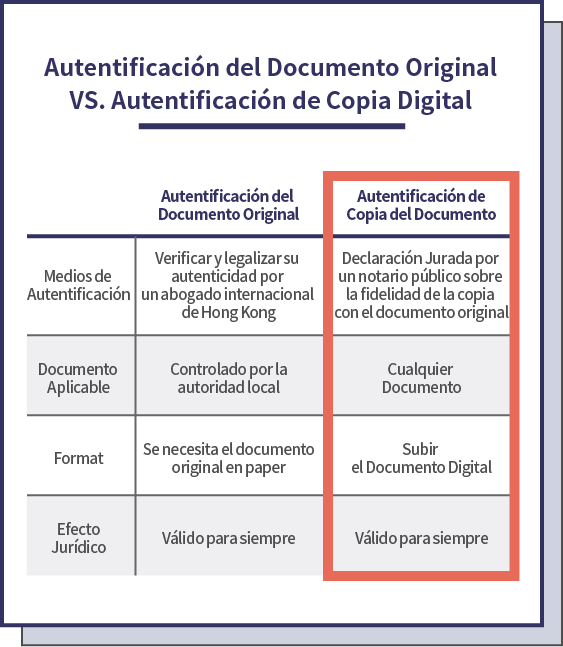 Autentificación del Documento Original
VS. Autentificación de Copia Digital
Autentificación del
Documento Original
Autentificación de
Copia del Documento
Medios de
Autentificación
Verificar y legalizar su
autenticidad por
un abogado internacional
de Hong Kong
Declaración Jurada por
un notario público sobre
la fidelidad de la copia
con el documento original
Documento
Aplicable
Controlado por la
autoridad local
Cualquier
Documento
Format
Se necesita el documento
original en paper
Subir
el Documento Digital
Efecto
Jurídico
Válido para siempre
Válido para siempre